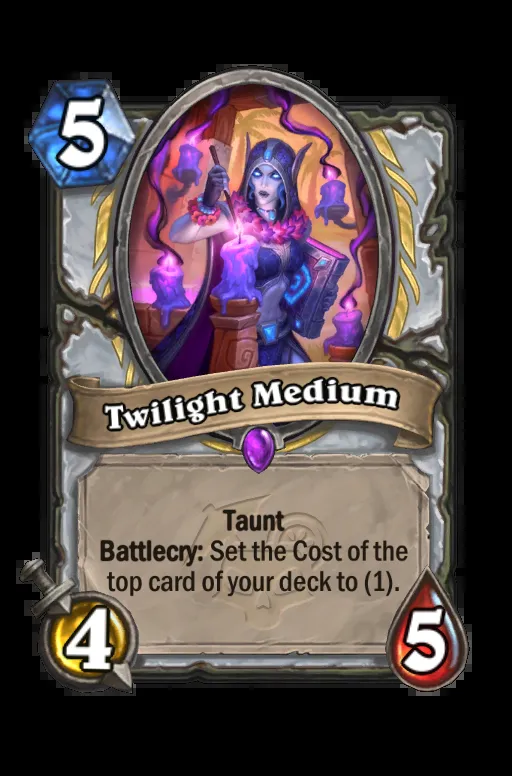 5
Twilight Medium
Taunt
Battlecry: Set the Cost of the
top card of your deck to (1).
4
5